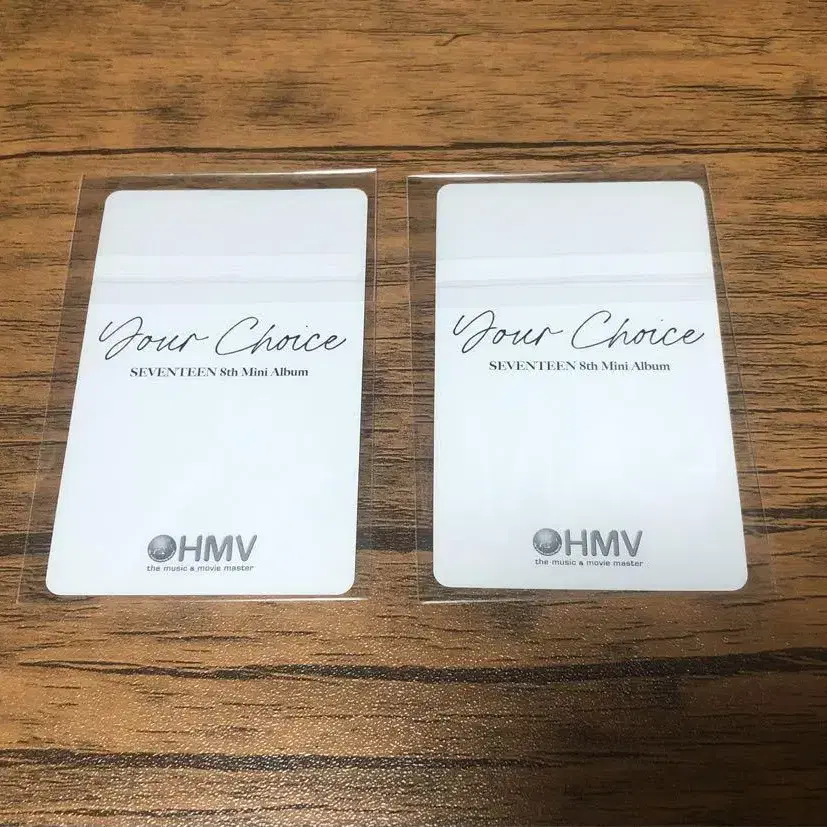 Your Choice
SEVENTEEN 8th Mini Album
HMV
the music & movie master
Your Choice
SEVENTEEN 8th Mini Album
HMV
the music & movie master